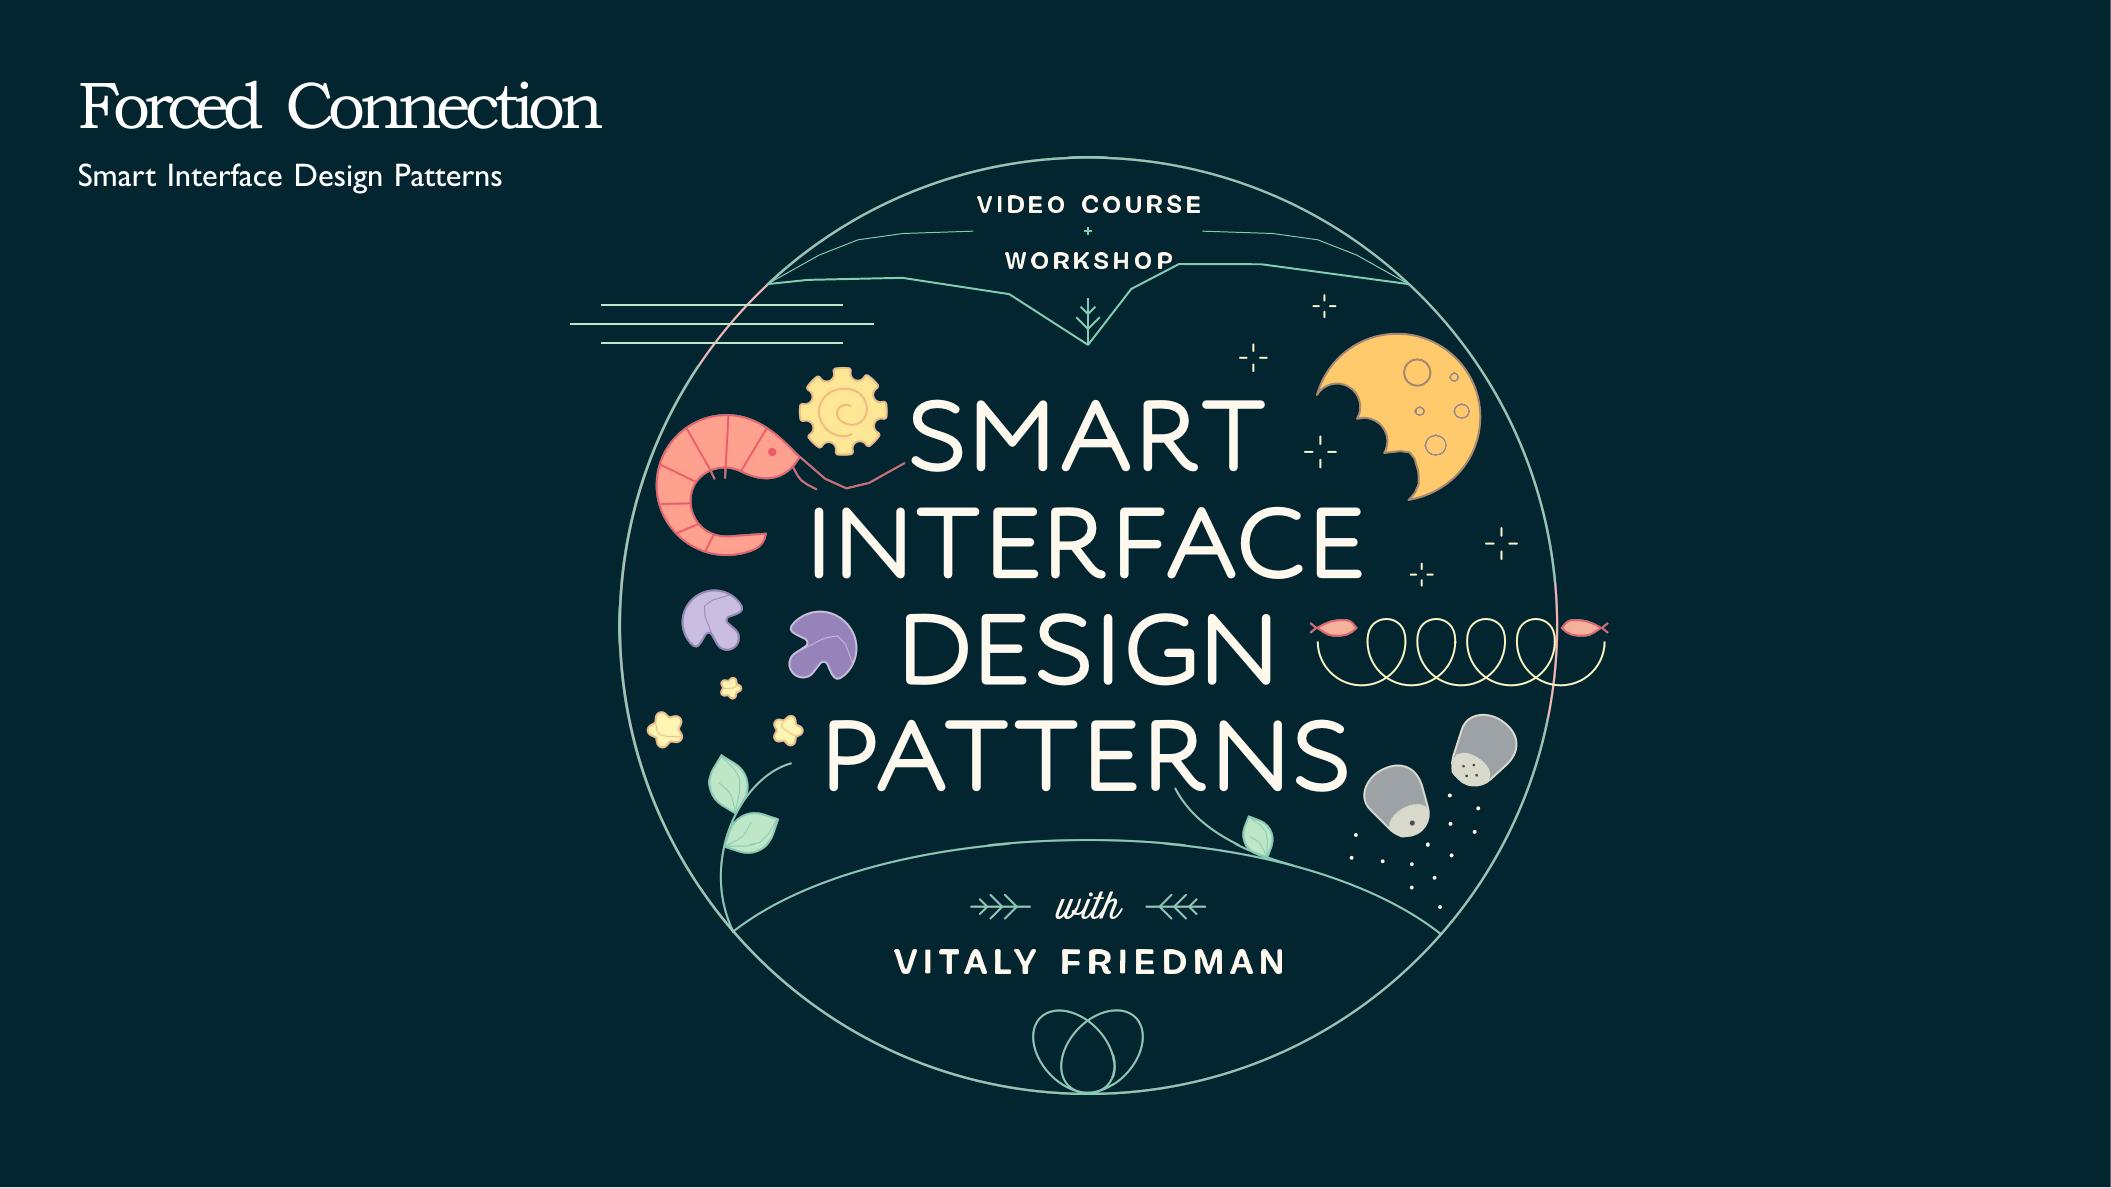 Forced Connection
Smart Interface Design Patterns
VIDEO COURSE
+
WORKSHOP
SMART
INTERFACE
DESIGN
PATTERNS
with
VITALY FRIEDMAN